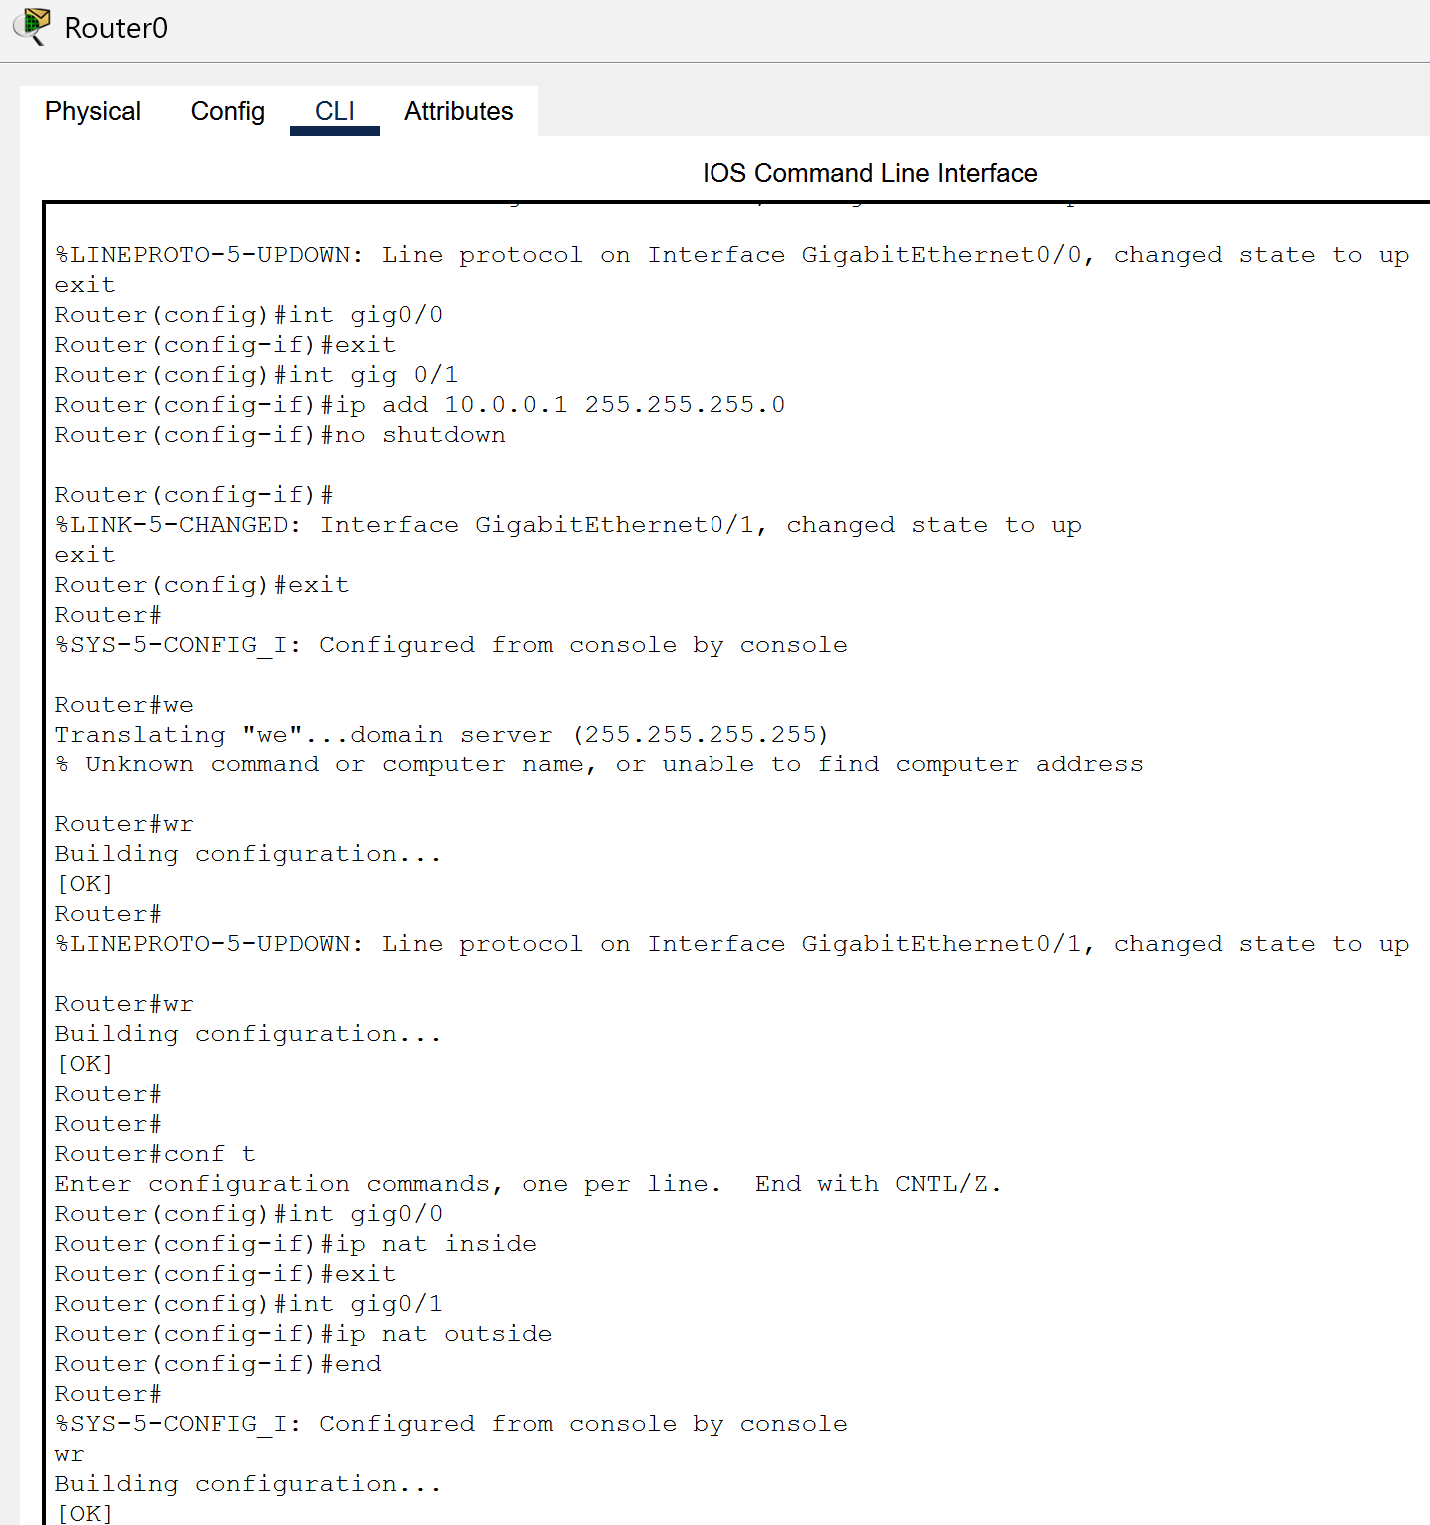 Router0
Physical Config CLI Attributes
IOS Command Line Interface
%LINEPROTO-5-UPDOWN: Line protocol on Interface GigabitEthernet0/0, changed state to up
exit
Router(config)#int gig0/0
Router(config-if)#exit
Router(config)#int gig 0/1
Router(config-if)#ip add 10.0.0.1 255.255.255.0
Router(config-if)#no shutdown
Router(config-if)#
%LINK-5-CHANGED: Interface GigabitEthernet0/1, changed state to up
exit
Router(config)#exit
Router#
%SYS-5-CONFIG_I: Configured from console by console
Router#we
Translating "we"...domain server (255.255.255.255)
% Unknown command or computer name, or unable to find computer address
Router#wr
Building configuration...
[OK]
Router#
%LINEPROTO-5-UPDOWN: Line protocol on Interface GigabitEthernet0/1, changed state to up
Router#wr
Building configuration...
[OK]
Router#
Router#
Router#conf t
Enter configuration commands, one per line.  End with CNTL/Z.
Router(config)#int gig0/0
Router(config-if)#ip nat inside
Router(config-if)#exit
Router(config)#int gig0/1
Router(config-if)#ip nat outside
Router(config-if)#end
Router#
%SYS-5-CONFIG_I: Configured from console by console
wr
Building configuration...
[OK]